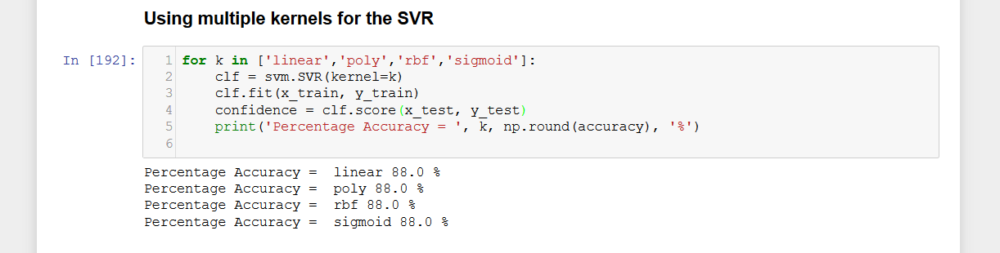 Using multiple kernels for the SVR
In [192]:
1 for k in ['linear','poly','rbf','sigmoid']:
2     clf = svm.SVR(kernel=k)
3     clf.fit(x_train, y_train)
4     confidence = clf.score(x_test, y_test)
5     print('Percentage Accuracy = ', k, np.round(accuracy), '%')
6
Percentage Accuracy =  linear 88.0 %
Percentage Accuracy =  poly 88.0 %
Percentage Accuracy =  rbf 88.0 %
Percentage Accuracy =  sigmoid 88.0 %